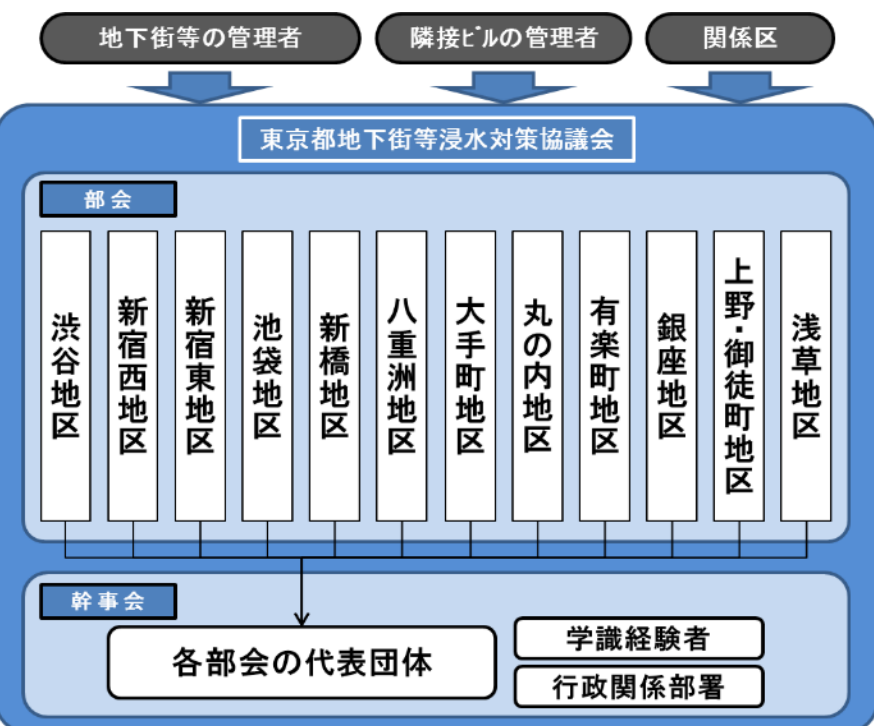 地下街等の管理者
隣接ビルの管理者
関係区
東京都地下街等浸水対策協議会
部会
渋谷地区
新宿西地区
新宿東地区
池袋地区
新橋地区
八重洲地区
大手町地区
丸の内地区
有楽町地区
銀座地区
上野・御徒町地区
浅草地区
幹事会
各部会の代表団体
学識経験者
行政関係部署